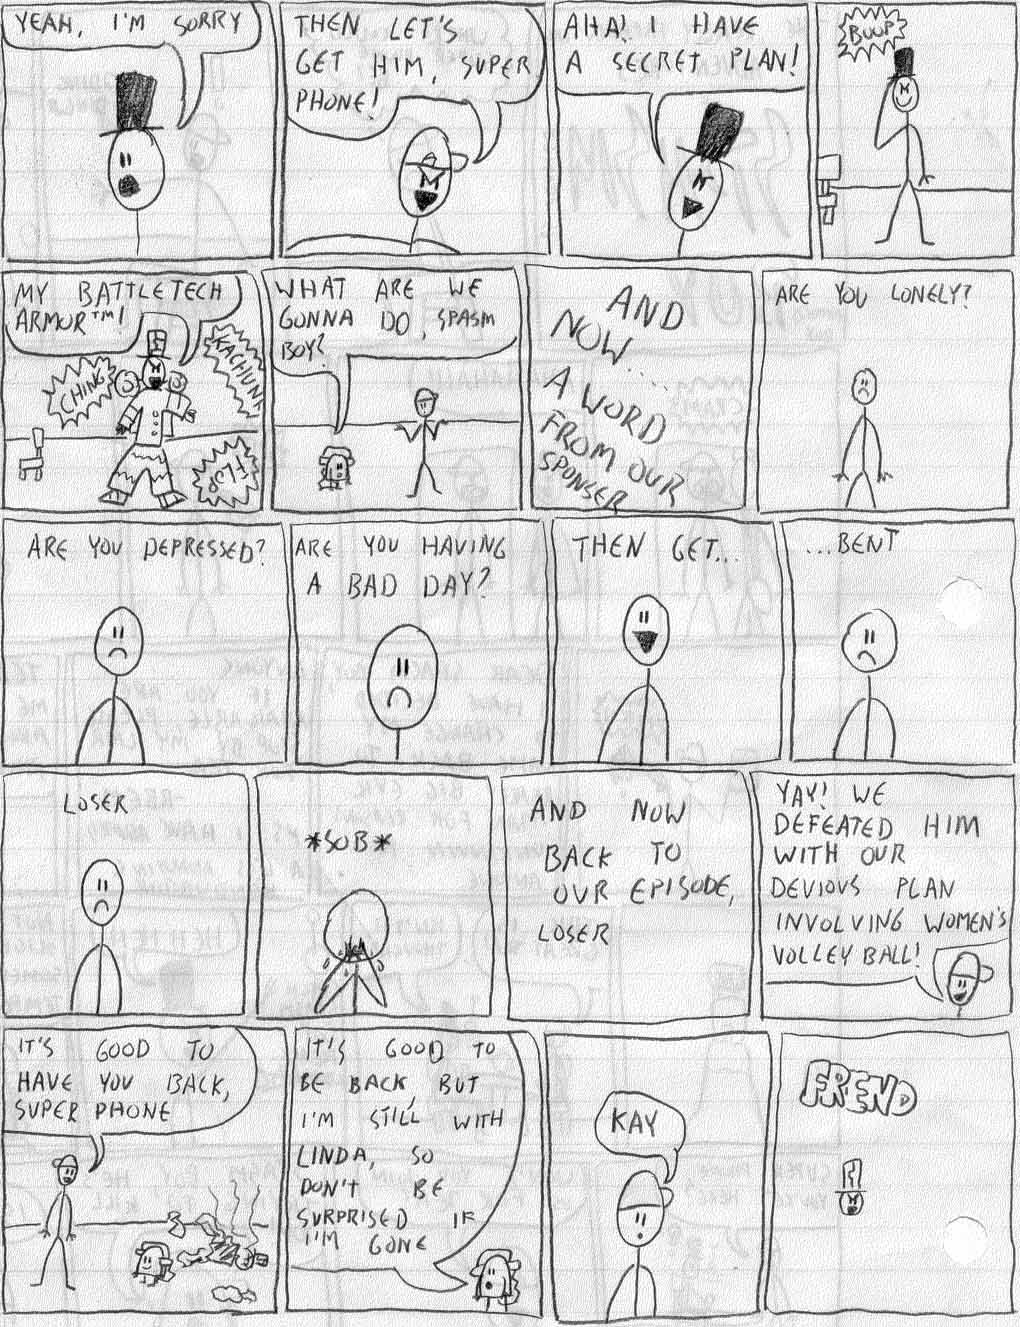 YEAH, I'M SORRY
THEN LET'S
GET HIM, SUPER
PHONE!
AHA! I HAVE
A SECRET PLAN!
BOOP
MY BATTLETECH
ARMOR™!
CHING
KACHUNK
FLOP
WHAT ARE WE
GONNA DO, SPASM
BOY?
AND
NOW....
A WORD
FROM OUR
SPONSER
ARE YOU LONELY?
ARE YOU DEPRESSED?
ARE YOU HAVING
A BAD DAY?
THEN GET...
...BENT
LOSER
*SOB*
AND NOW
BACK TO
OUR EPISODE,
LOSER
YAY! WE
DEFEATED HIM
WITH OUR
DEVIOUS PLAN
INVOLVING WOMEN'S
VOLLEY BALL!
IT'S GOOD TO
HAVE YOU BACK,
SUPER PHONE
IT'S GOOD TO
BE BACK, BUT
I'M STILL WITH
LINDA, SO
DON'T BE
SURPRISED IF
I'M GONE
KAY
FREND